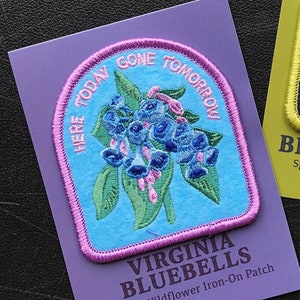 HERE TODAY GONE TOMORROW
VIRGINIA
BLUEBELLS
Wildflower Iron-On Patch